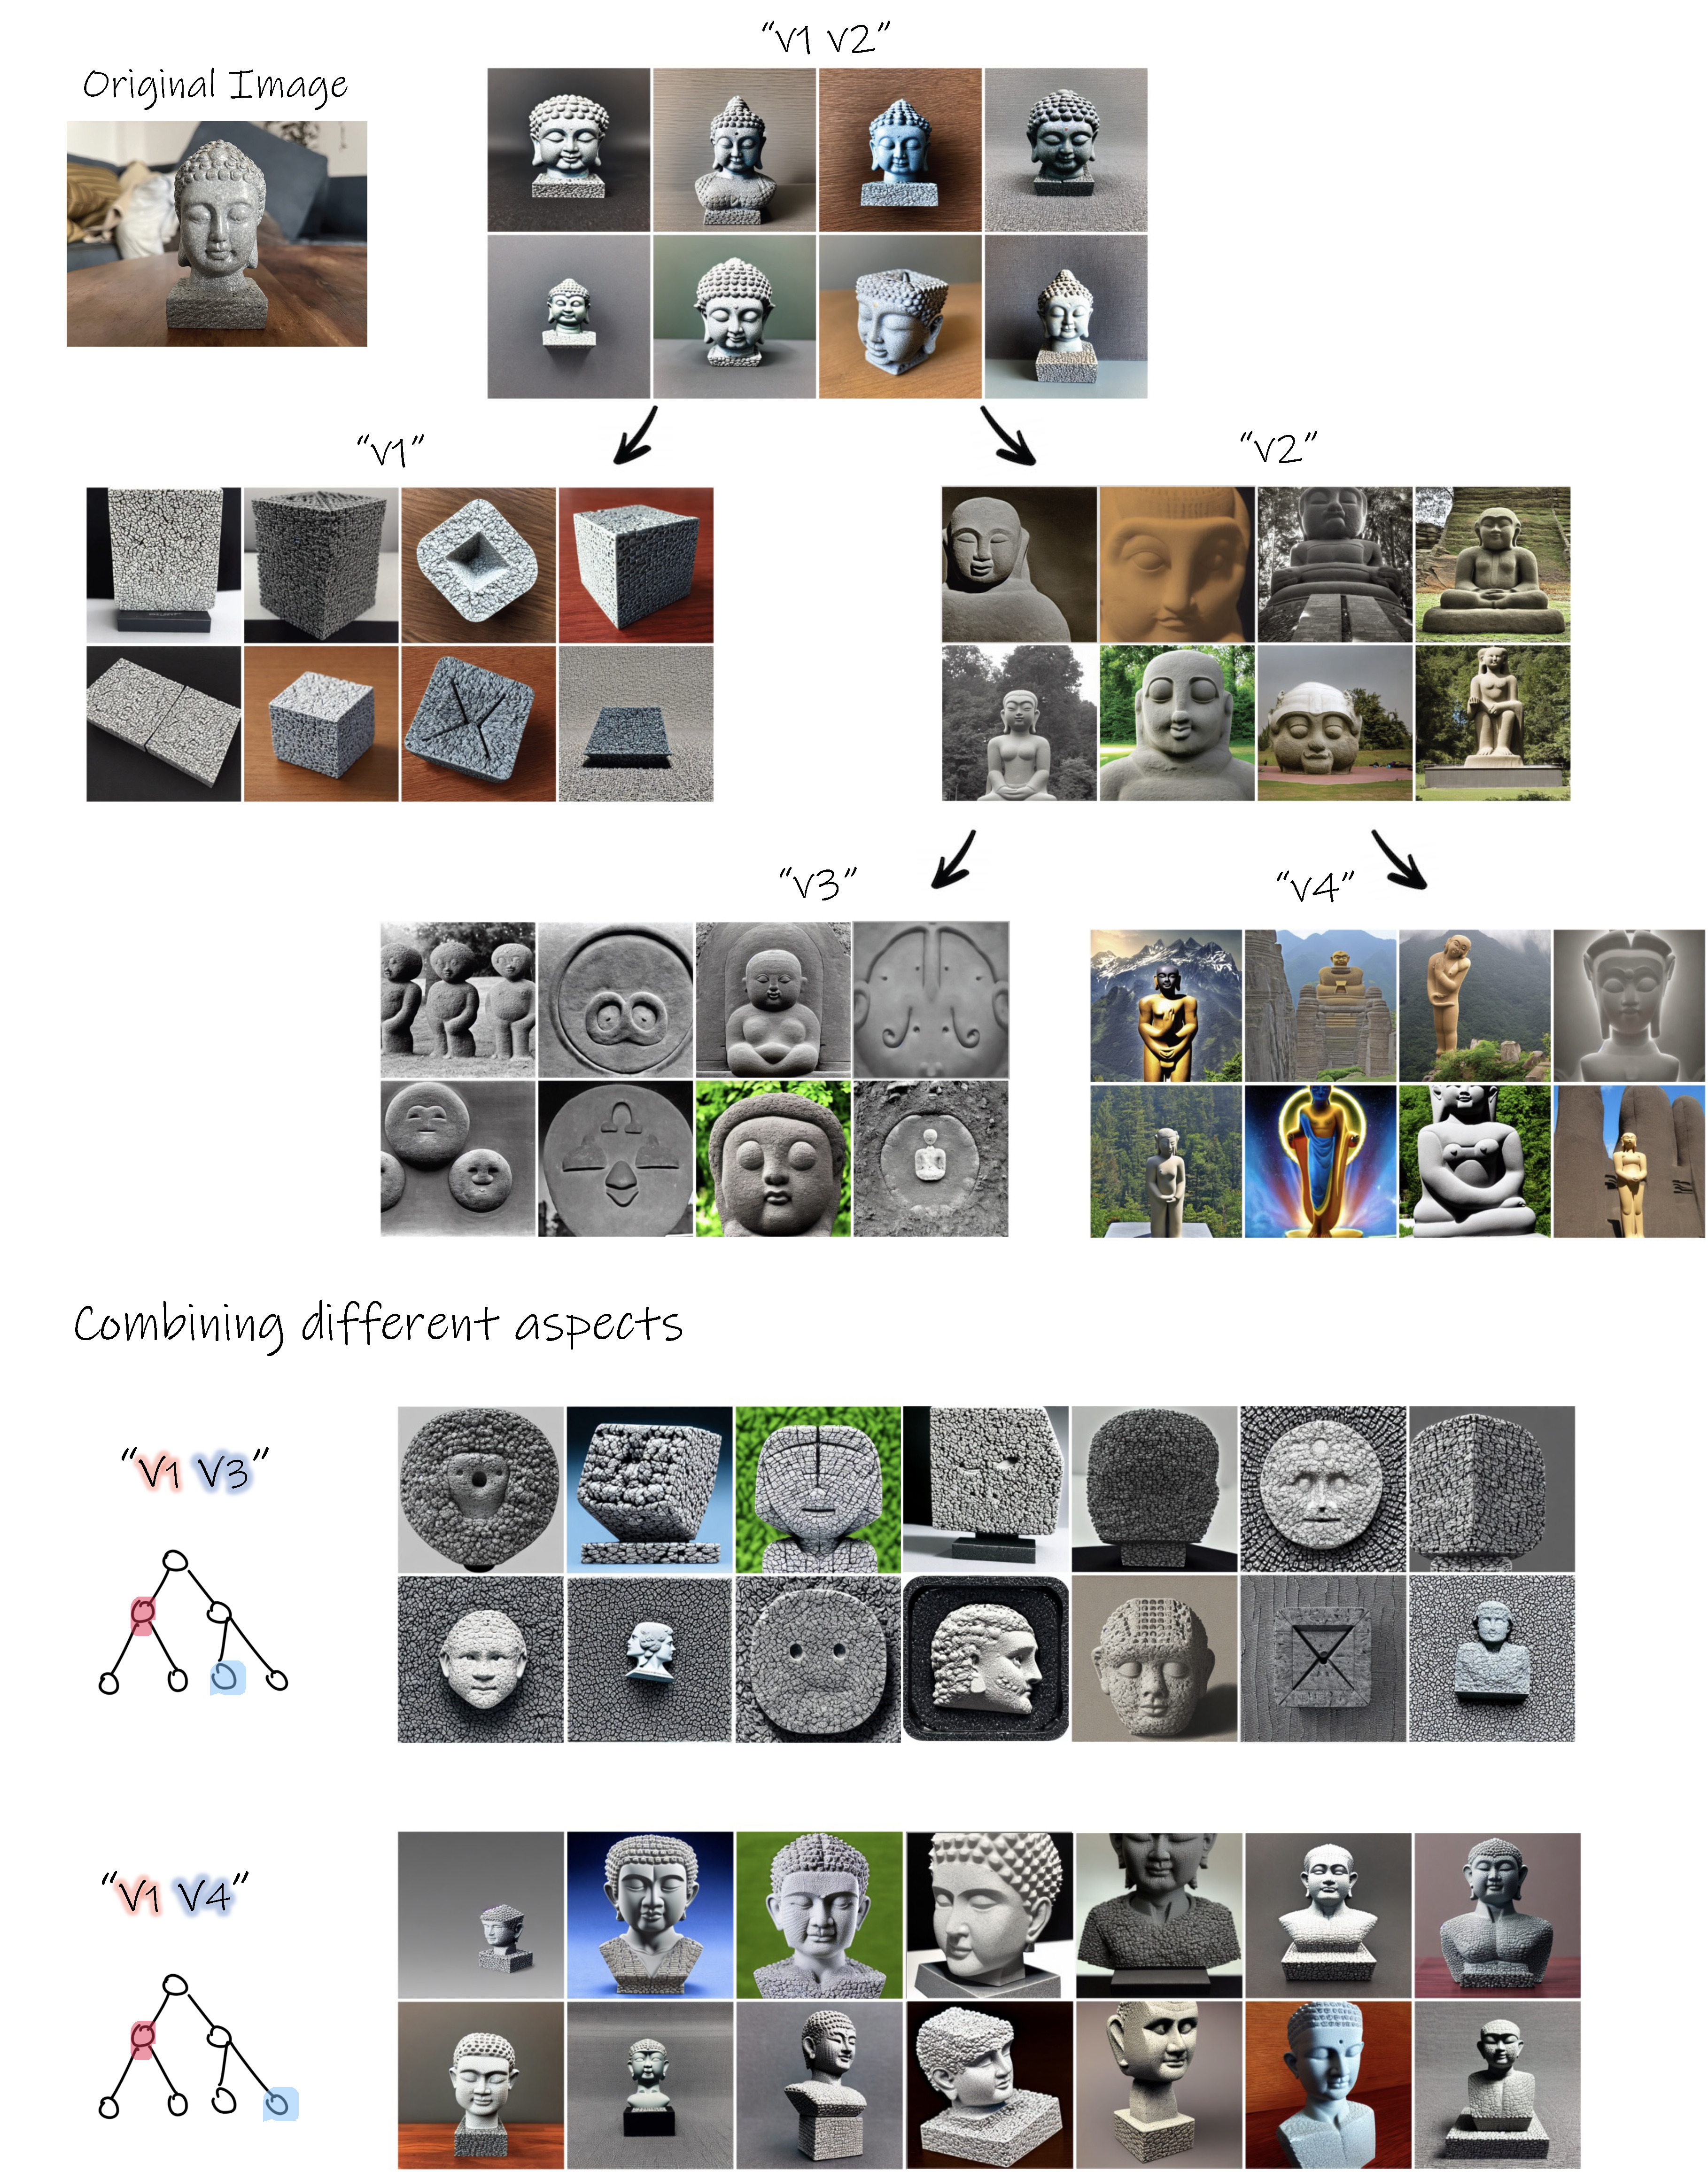 "v1 v2"
Original Image
"v1"
"v2"
"v3"
"v4"
Combining different aspects
"v1 v3"
"v1 v4"